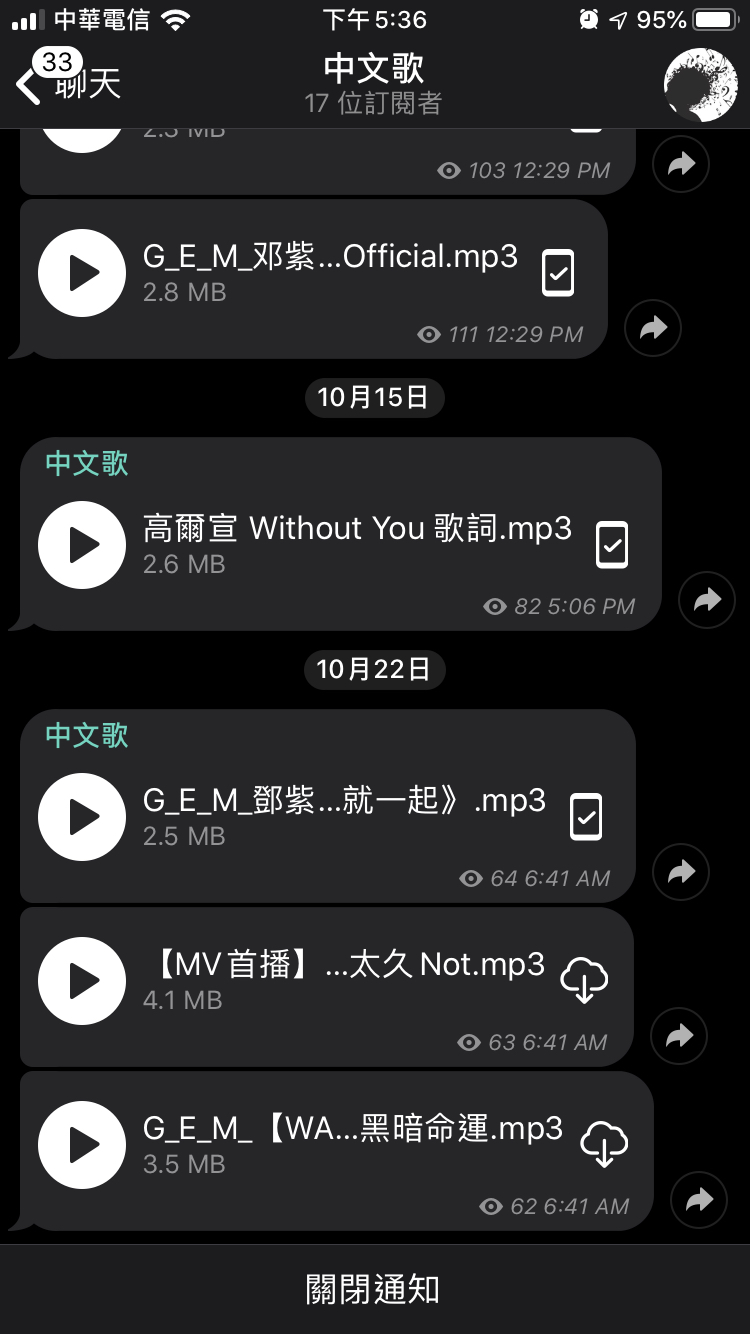 中華電信
下午5:36
95%
33
聊天
中文歌
17 位訂閱者
2.3 MB
103 12:29 PM
G_E_M_邓紫...Official.mp3
2.8 MB
111 12:29 PM
10月15日
中文歌
高爾宣 Without You 歌詞.mp3
2.6 MB
82 5:06 PM
10月22日
中文歌
G_E_M_鄧紫...就一起》.mp3
2.5 MB
64 6:41 AM
【MV首播】...太久Not.mp3
4.1 MB
63 6:41 AM
G_E_M_【WA...黑暗命運.mp3
3.5 MB
62 6:41 AM
關閉通知